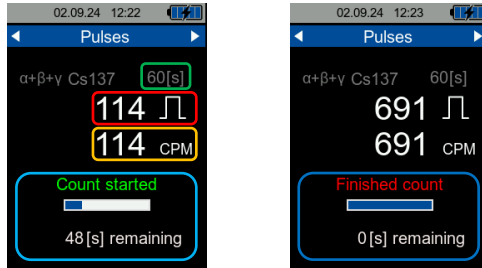 02.09.24 12:22
Pulses
α+β+γ Cs137 60[s]
114
114 CPM
Count started
48[s] remaining
02.09.24 12:23
Pulses
α+β+γ Cs137 60[s]
691
691 CPM
Finished count
0[s] remaining